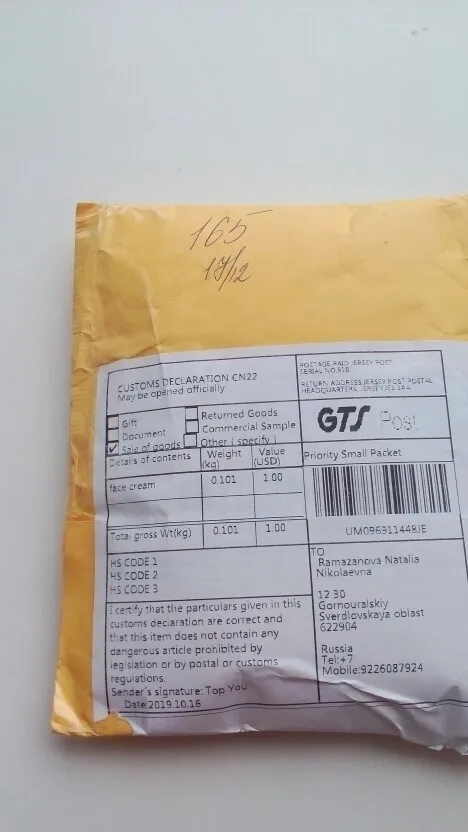 165
17/12
CUSTOMS DECLARATION CN22
May be opened officially
Gift
Document
Sale of goods
Returned Goods
Commercial Sample
Other ( specify )
POSTAGE PAID JERSEY POST
SERIAL NO.810
RETURN ADDRESS JERSEY POST POSTAL
HEADQUARTERS, JERSEY JE1 1AA
GTS Post
Details of contents
Weight
(kg)
Value
(USD)
face cream
0.101
1.00
Total gross Wt(kg)
0.101
1.00
Priority Small Packet
UM096911448JE
HS CODE 1
HS CODE 2
HS CODE 3
I certify that the particulars given in this
customs declaration are correct and
that this item does not contain any
dangerous article prohibited by
legislation or by postal or customs
regulations.
Sender's signature: Top You
Date:2019.10.16
TO
Ramazanova Natalia
Nikolaevna
12 30
Gornouralskiy
Sverdlovskaya oblast
622904
Russia
Tel:+7
Mobile:9226087924